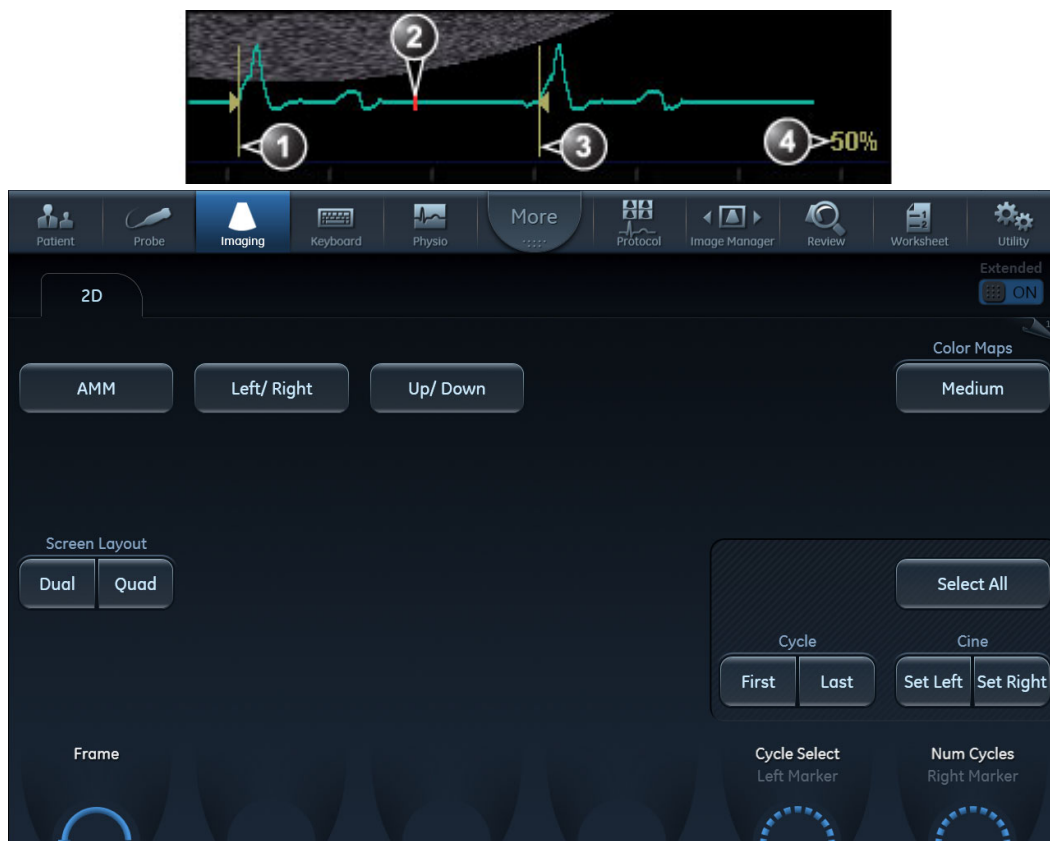 2
1
3
4
50%
Patient
Probe
Imaging
Keyboard
Physio
More
Protocol
Image Manager
Review
Worksheet
Utility
2D
Extended
ON
1
Color Maps
AMM
Left/ Right
Up/ Down
Medium
Screen Layout
Dual
Quad
Select All
Cycle
Cine
First
Last
Set Left
Set Right
Frame
Cycle Select
Num Cycles
Left Marker
Right Marker